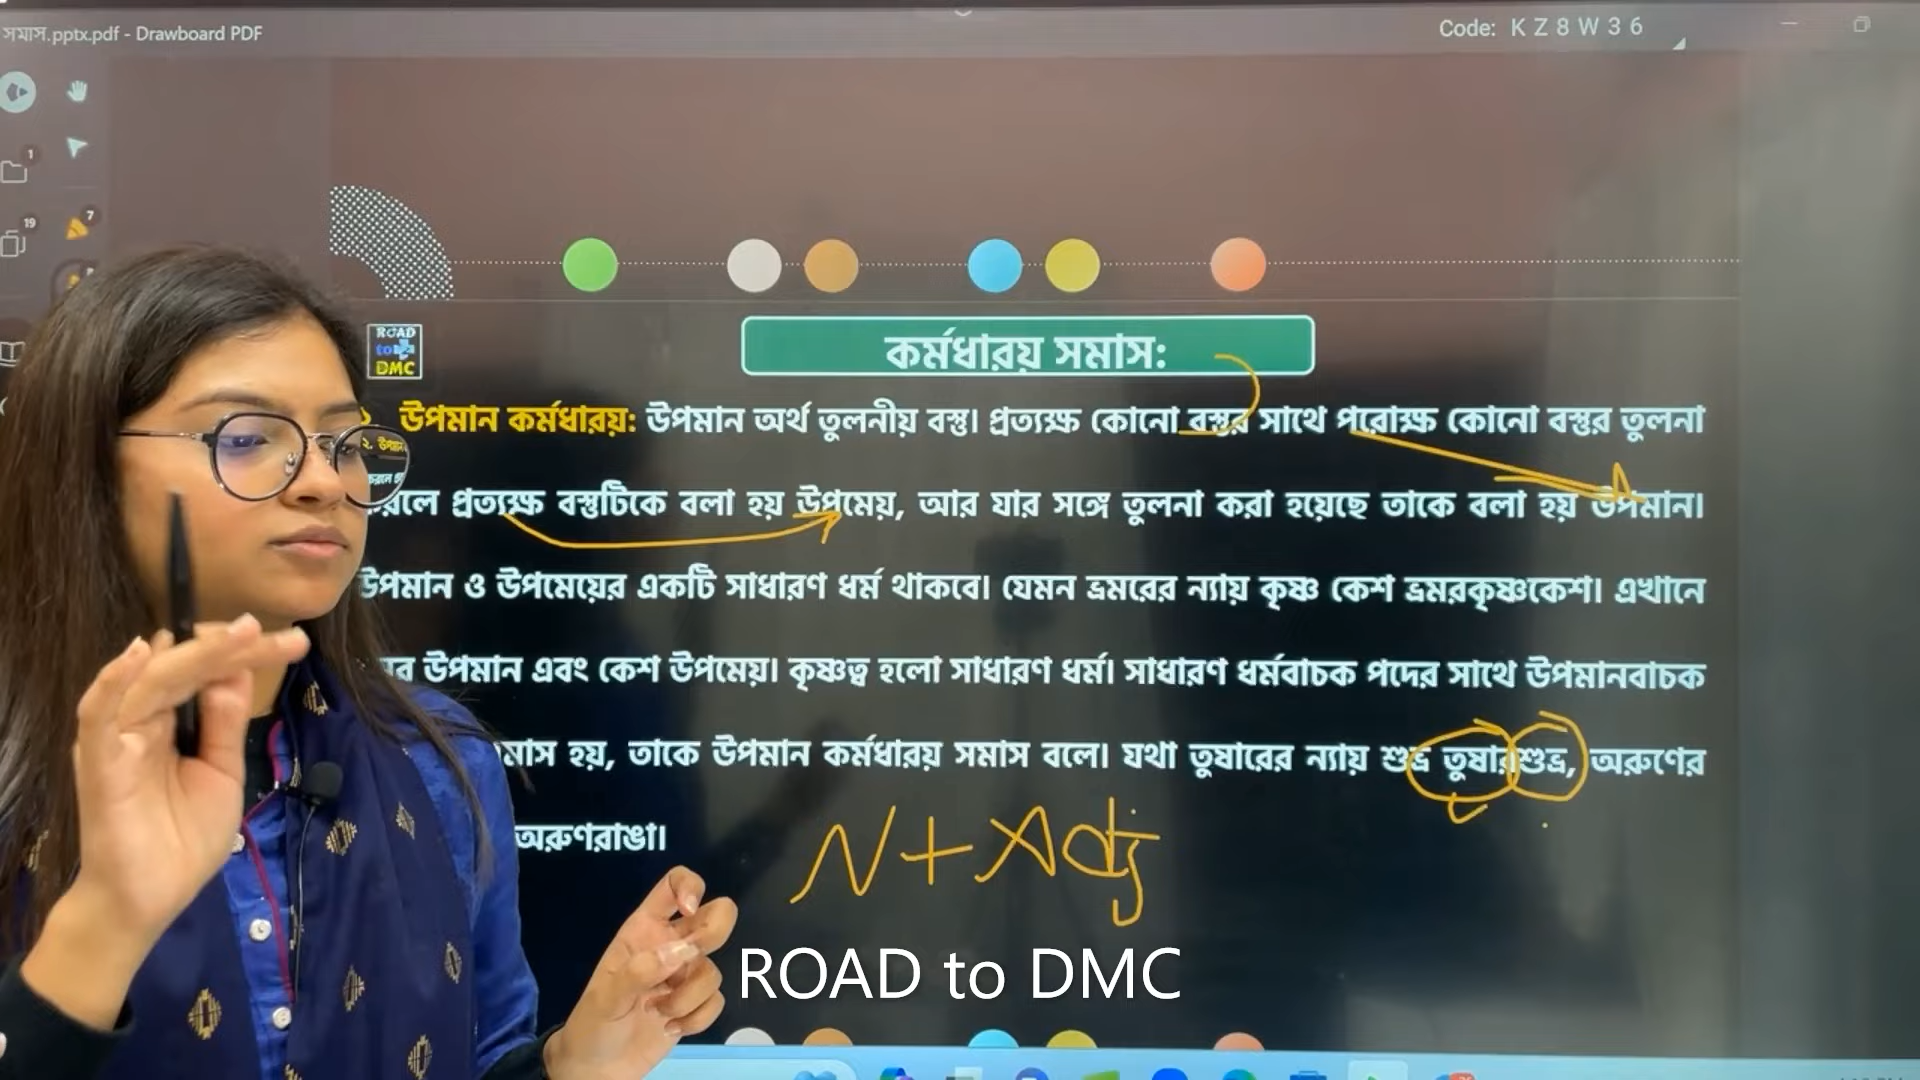 সমাস.pptx.pdf - Drawboard PDF
Code: KZ8W36
1
19
7
ROAD
to
DMC
কর্মধারয় সমাস:
উপমান কর্মধারয়: উপমান অর্থ তুলনীয় বস্তু। প্রত্যক্ষ কোনো বস্তুর সাথে পরোক্ষ কোনো বস্তুর তুলনা
করলে প্রত্যক্ষ বস্তুটিকে বলা হয় উপমেয়, আর যার সঙ্গে তুলনা করা হয়েছে তাকে বলা হয় উপমান।
উপমান ও উপমেয়ের একটি সাধারণ ধর্ম থাকবে। যেমন ভ্রমরের ন্যায় কৃষ্ণ কেশ ভ্রমরকৃষ্ণকেশ। এখানে
উপমান এবং কেশ উপমেয়। কৃষ্ণত্ব হলো সাধারণ ধর্ম। সাধারণ ধর্মবাচক পদের সাথে উপমানবাচক
মাস হয়, তাকে উপমান কর্মধারয় সমাস বলে। যথা তুষারের ন্যায় শুভ্র তুষারশুভ্র, অরুণের
অরুণরাঙা।
N+Adj
ROAD to DMC